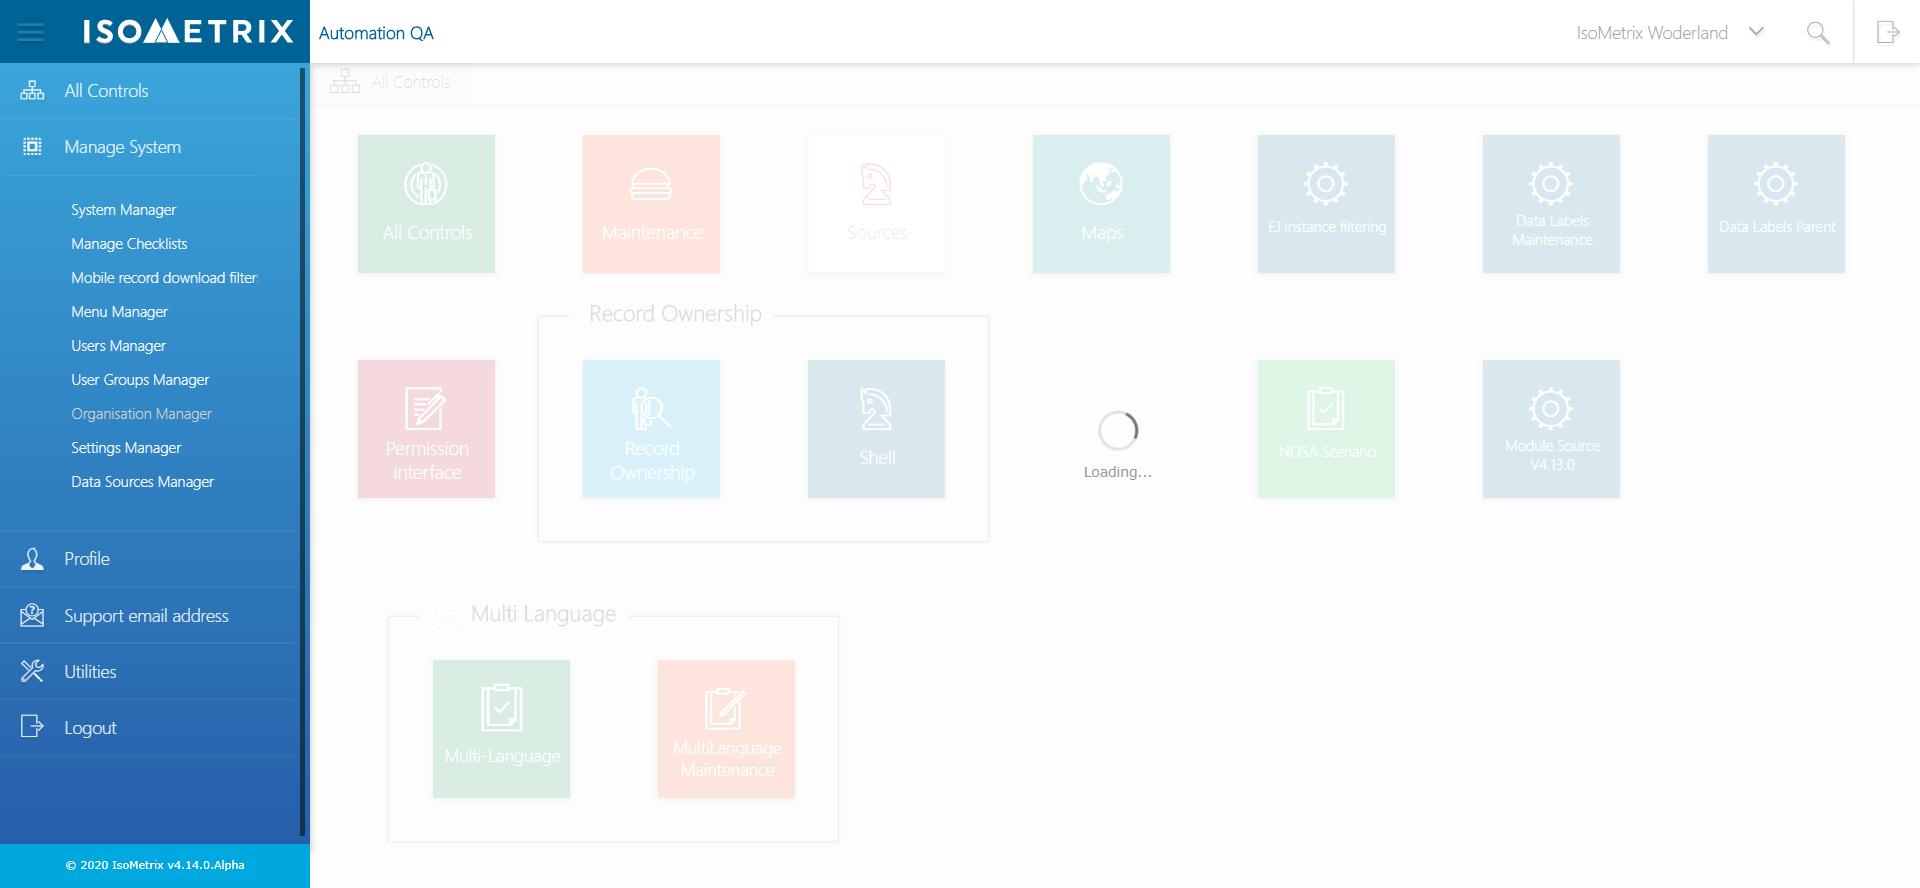 ISOMETRIX
Automation QA
IsoMetrix Woderland
All Controls
Manage System
System Manager
Manage Checklists
Mobile record download filter
Menu Manager
Users Manager
User Groups Manager
Organisation Manager
Settings Manager
Data Sources Manager
Profile
Support email address
Utilities
Logout
© 2020 IsoMetrix v4.14.0.Alpha
All Controls
All Controls
Maintenance
Sources
Maps
EJ instance filtering
Data Labels
Maintenance
Data Labels Parent
Record Ownership
Permission
interface
Record
Ownership
Shell
Loading...
NOSA Scenario
Module Source
V4.13.0
Multi Language
Multi-Language
MultiLanguage
Maintenance